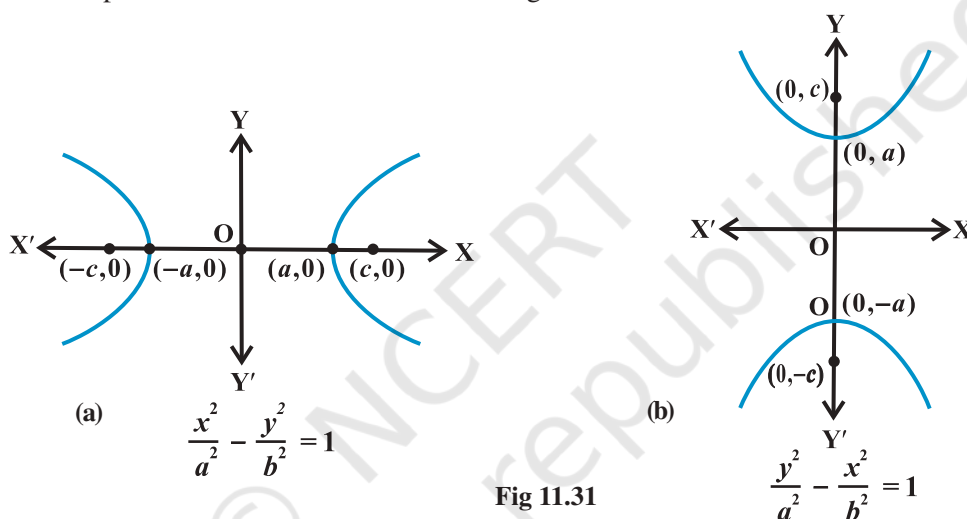 Y
X′
O
X
(−c,0)
(−a,0)
(a,0)
(c,0)
Y′
(a)
x²/a² − y²/b² = 1
Y
(0, c)
(0, a)
X′
X
O
O
(0,−a)
(0,−c)
(b)
Y′
y²/a² − x²/b² = 1
Fig 11.31
© NCERT
republishe